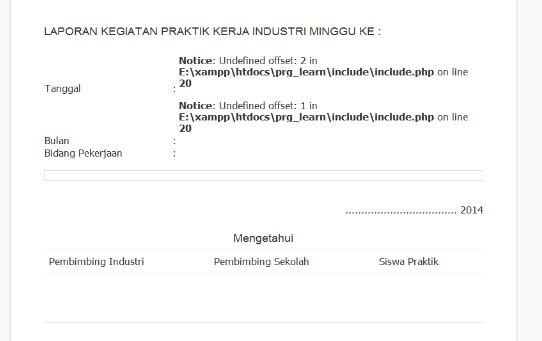 LAPORAN KEGIATAN PRAKTIK KERJA INDUSTRI MINGGU KE :
Notice: Undefined offset: 2 in
E:\xampp\htdocs\prg_learn\include\include.php on line
Tanggal : 20
Notice: Undefined offset: 1 in
E:\xampp\htdocs\prg_learn\include\include.php on line
20
Bulan :
Bidang Pekerjaan :
................................... 2014
Mengetahui
Pembimbing Industri Pembimbing Sekolah Siswa Praktik